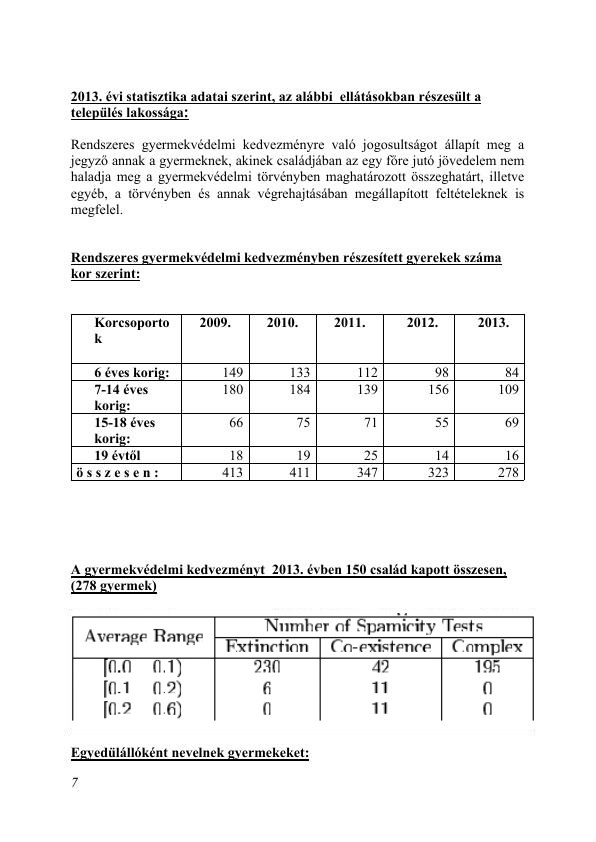 2013. évi statisztika adatai szerint, az alábbi ellátásokban részesült a
település lakossága:
Rendszeres gyermekvédelmi kedvezményre való jogosultságot állapít meg a
jegyző annak a gyermeknek, akinek családjában az egy főre jutó jövedelem nem
haladja meg a gyermekvédelmi törvényben maghatározott összeghatárt, illetve
egyéb, a törvényben és annak végrehajtásában megállapított feltételeknek is
megfelel.
Rendszeres gyermekvédelmi kedvezményben részesített gyerekek száma
kor szerint:
Korcsoporto 2009. 2010. 2011. 2012. 2013.
k
6 éves korig: 149 133 112 98 84
7-14 éves 180 184 139 156 109
korig:
15-18 éves 66 75 71 55 69
korig:
19 évtől 18 19 25 14 16
ö s s z e s e n : 413 411 347 323 278
A gyermekvédelmi kedvezményt 2013. évben 150 család kapott összesen,
(278 gyermek)
Average Range Number of Spamicity Tests
Extinction Co-existence Complex
[0.0 0.1) 230 42 195
[0.1 0.2) 6 11 0
[0.2 0.6) 0 11 0
Egyedülállóként nevelnek gyermekeket:
7